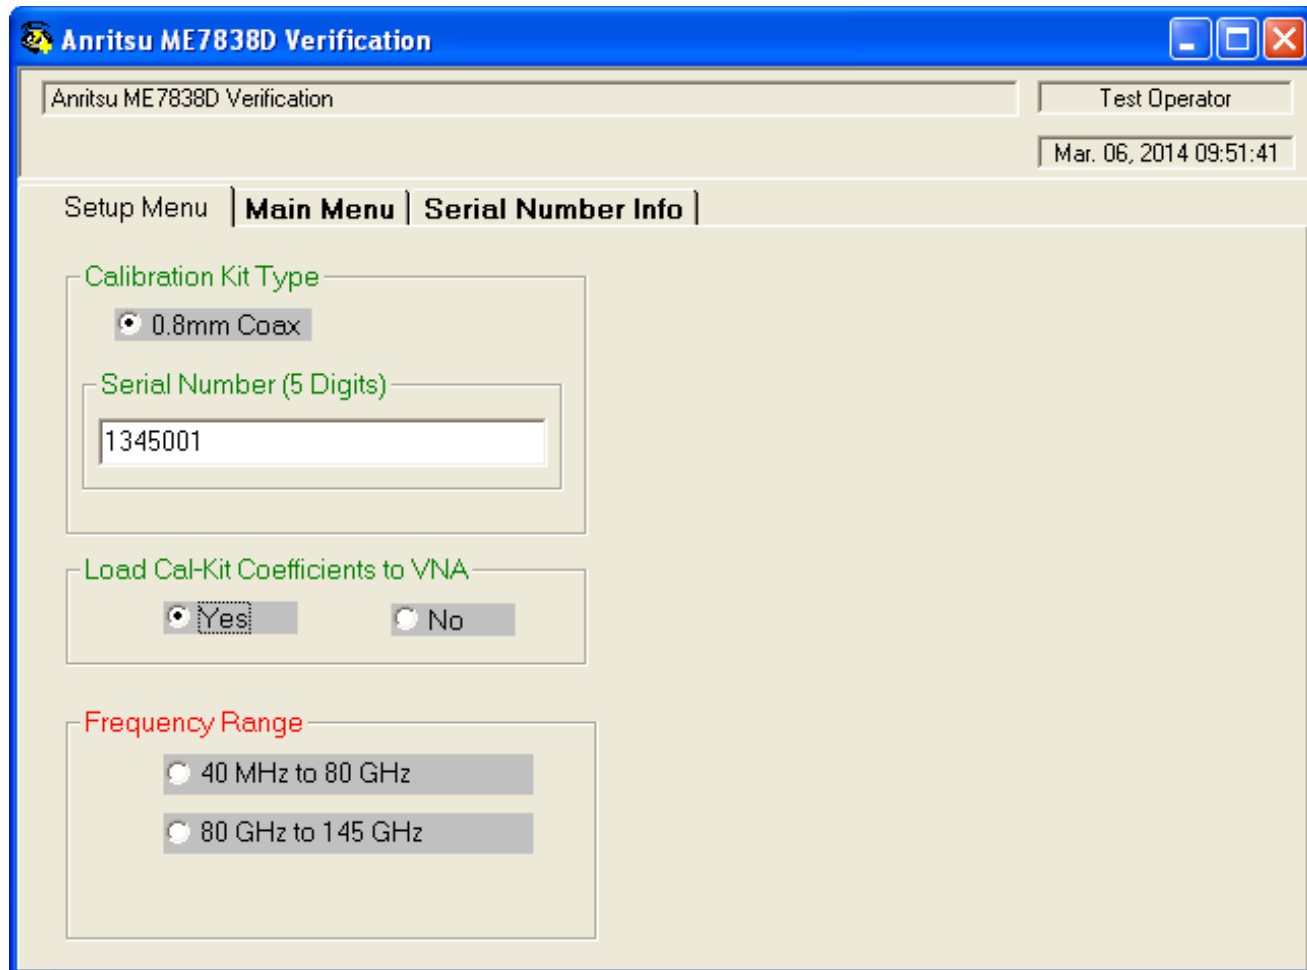 Anritsu ME7838D Verification
Anritsu ME7838D Verification
Test Operator
Mar. 06, 2014 09:51:41
Setup Menu
Main Menu
Serial Number Info
Calibration Kit Type
0.8mm Coax
Serial Number (5 Digits)
1345001
Load Cal-Kit Coefficients to VNA
Yes
No
Frequency Range
40 MHz to 80 GHz
80 GHz to 145 GHz